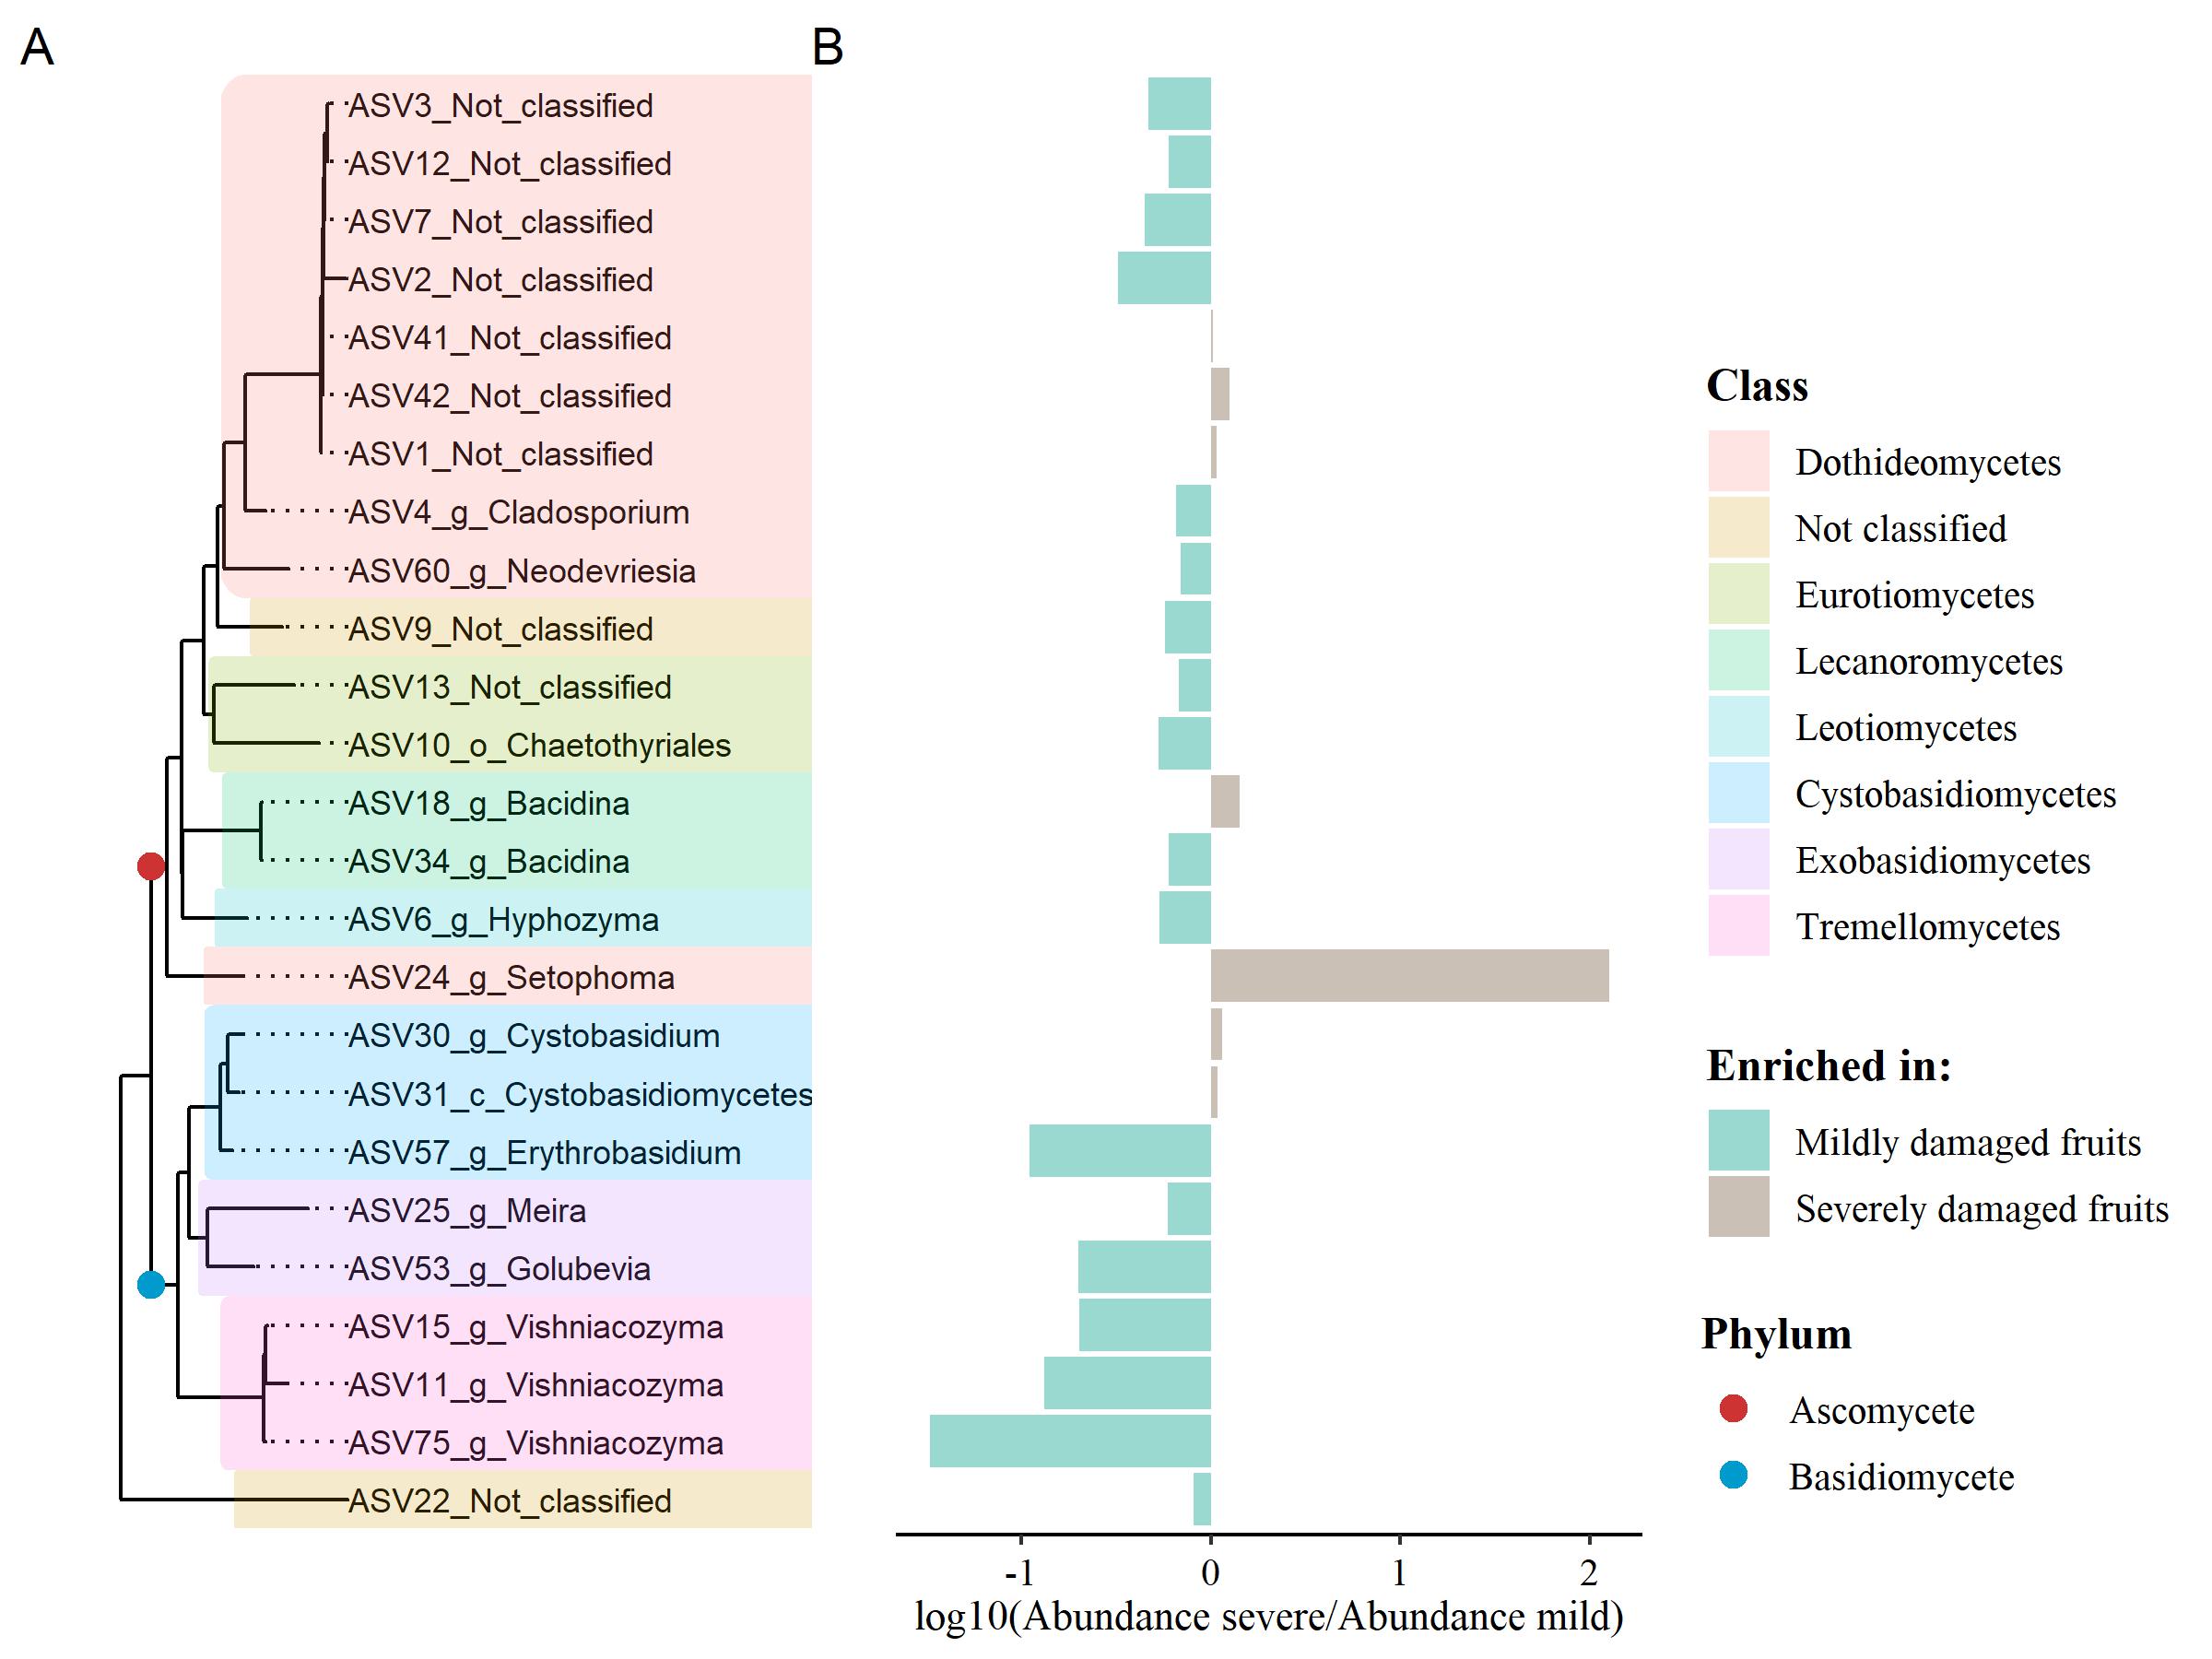 A
B
ASV3_Not_classified
ASV12_Not_classified
ASV7_Not_classified
ASV2_Not_classified
ASV41_Not_classified
ASV42_Not_classified
ASV1_Not_classified
ASV4_g_Cladosporium
ASV60_g_Neodevriesia
ASV9_Not_classified
ASV13_Not_classified
ASV10_o_Chaetothyriales
ASV18_g_Bacidina
ASV34_g_Bacidina
ASV6_g_Hyphozyma
ASV24_g_Setophoma
ASV30_g_Cystobasidium
ASV31_c_Cystobasidiomycetes
ASV57_g_Erythrobasidium
ASV25_g_Meira
ASV53_g_Golubevia
ASV15_g_Vishniacozyma
ASV11_g_Vishniacozyma
ASV75_g_Vishniacozyma
ASV22_Not_classified
-1 0 1 2
log10(Abundance severe/Abundance mild)
Class
Dothideomycetes
Not classified
Eurotiomycetes
Lecanoromycetes
Leotiomycetes
Cystobasidiomycetes
Exobasidiomycetes
Tremellomycetes
Enriched in:
Mildly damaged fruits
Severely damaged fruits
Phylum
Ascomycete
Basidiomycete